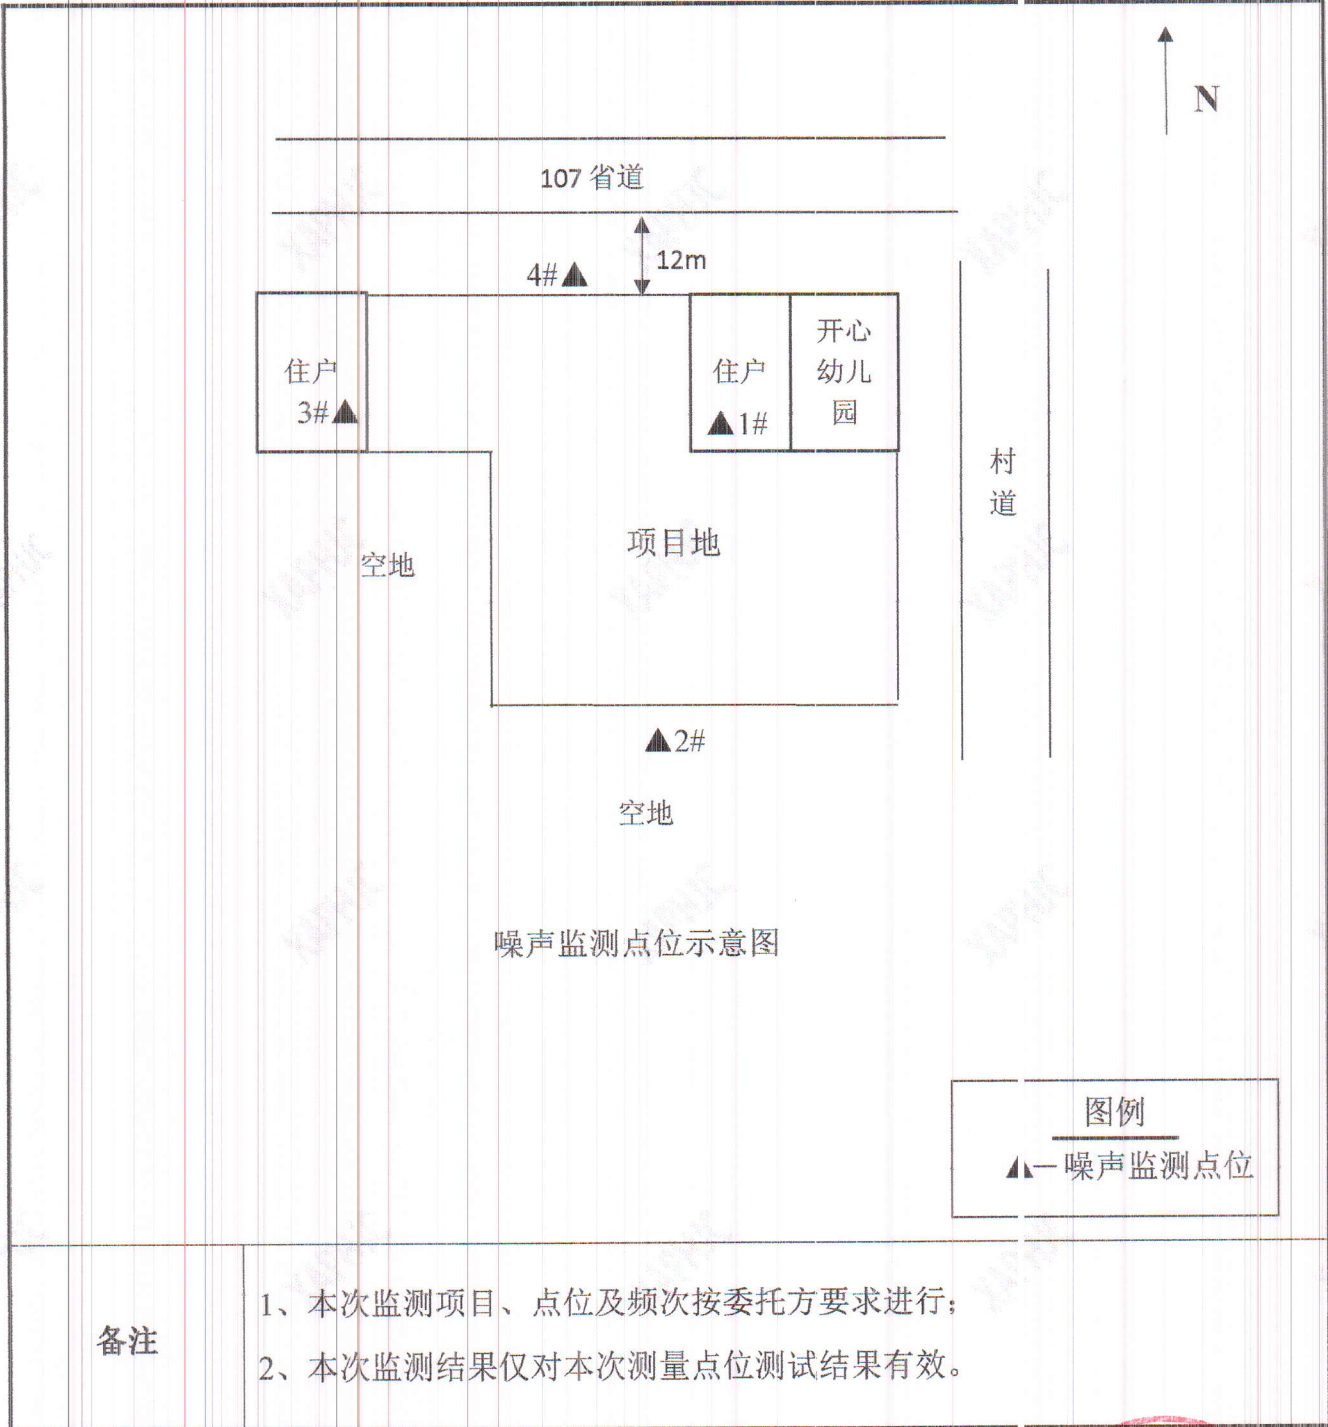 N
107 省道
12m
4#▲
住户
3#▲
住户
▲1#
开心
幼儿
园
村
道
项目地
空地
▲2#
空地
噪声监测点位示意图
图例
▲—噪声监测点位
备注
1、本次监测项目、点位及频次按委托方要求进行；
2、本次监测结果仅对本次测量点位测试结果有效。